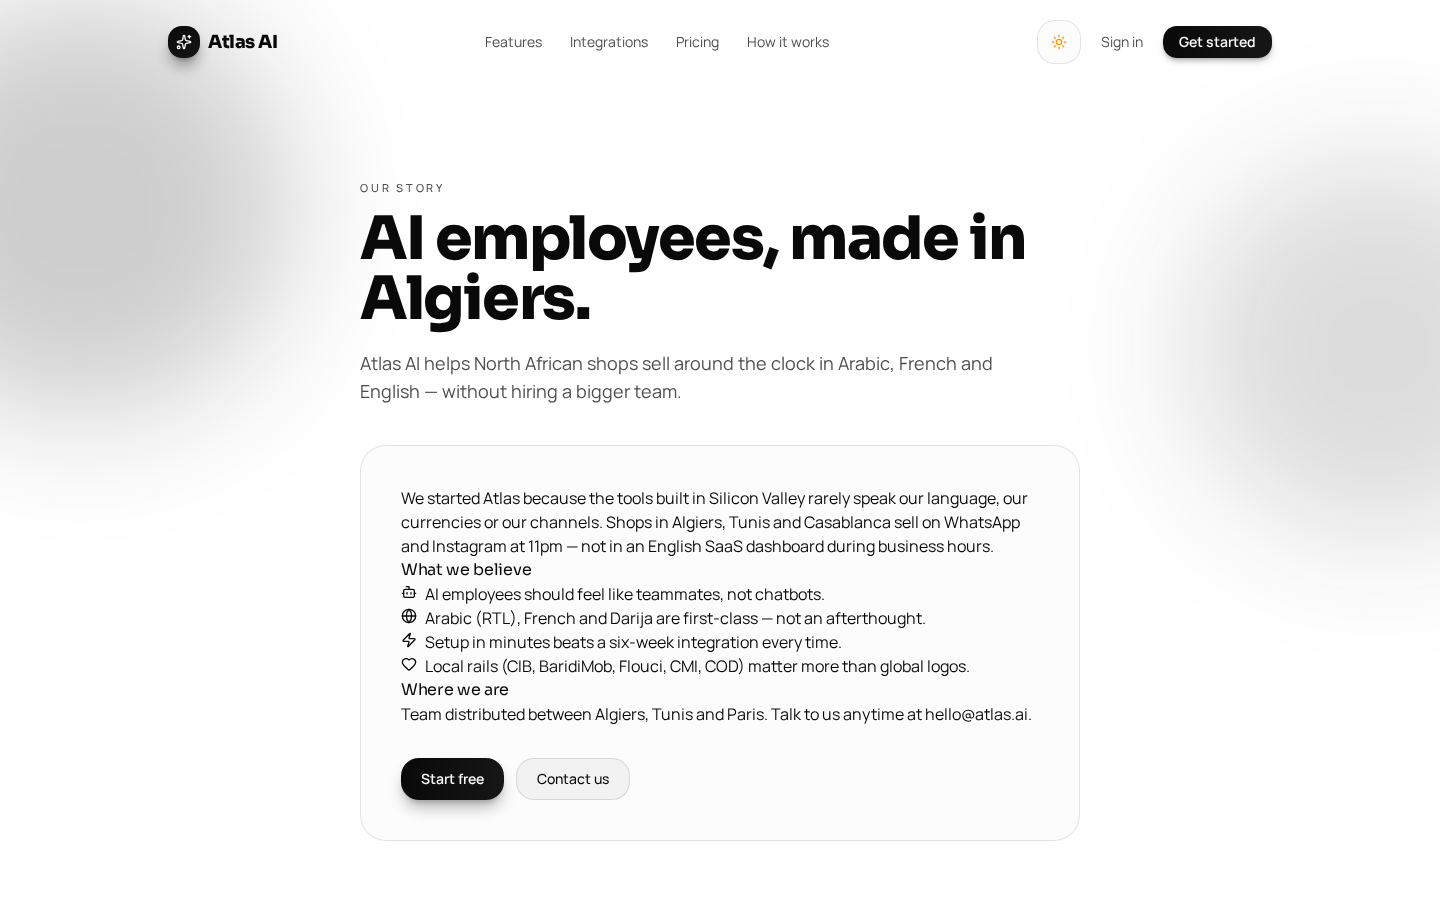 Atlas AI
Features
Integrations
Pricing
How it works
Sign in
Get started
OUR STORY
AI employees, made in
Algiers.
Atlas AI helps North African shops sell around the clock in Arabic, French and
English — without hiring a bigger team.
We started Atlas because the tools built in Silicon Valley rarely speak our language, our
currencies or our channels. Shops in Algiers, Tunis and Casablanca sell on WhatsApp
and Instagram at 11pm — not in an English SaaS dashboard during business hours.
What we believe
AI employees should feel like teammates, not chatbots.
Arabic (RTL), French and Darija are first-class — not an afterthought.
Setup in minutes beats a six-week integration every time.
Local rails (CIB, BaridiMob, Flouci, CMI, COD) matter more than global logos.
Where we are
Team distributed between Algiers, Tunis and Paris. Talk to us anytime at hello@atlas.ai.
Start free
Contact us